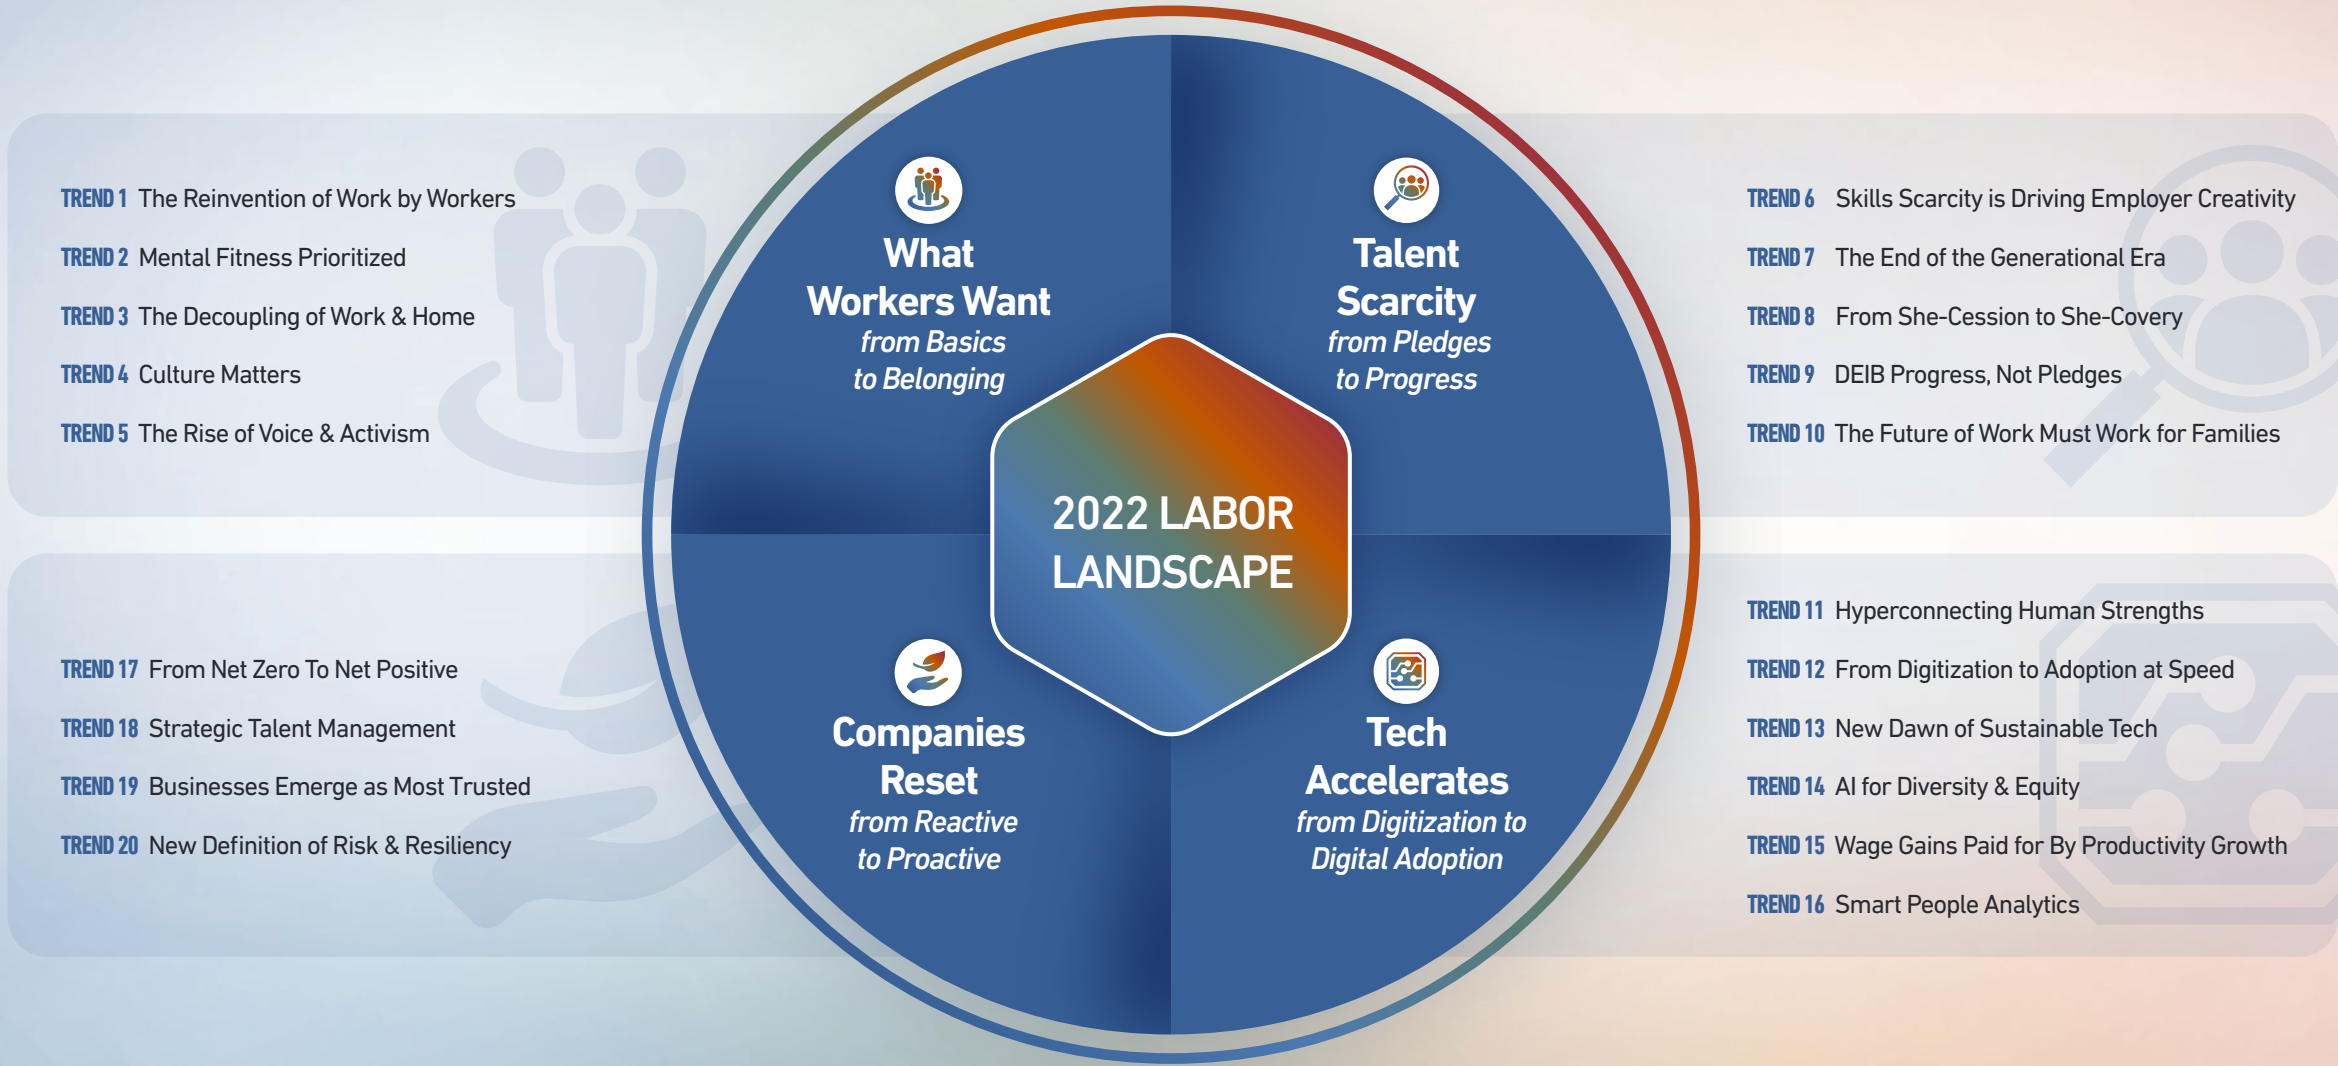 TREND 1 The Reinvention of Work by Workers
TREND 2 Mental Fitness Prioritized
TREND 3 The Decoupling of Work & Home
TREND 4 Culture Matters
TREND 5 The Rise of Voice & Activism
What
Workers Want
from Basics
to Belonging
Talent
Scarcity
from Pledges
to Progress
TREND 6 Skills Scarcity is Driving Employer Creativity
TREND 7 The End of the Generational Era
TREND 8 From She-Cession to She-Covery
TREND 9 DEIB Progress, Not Pledges
TREND 10 The Future of Work Must Work for Families
2022 LABOR
LANDSCAPE
TREND 17 From Net Zero To Net Positive
TREND 18 Strategic Talent Management
TREND 19 Businesses Emerge as Most Trusted
TREND 20 New Definition of Risk & Resiliency
Companies
Reset
from Reactive
to Proactive
Tech
Accelerates
from Digitization to
Digital Adoption
TREND 11 Hyperconnecting Human Strengths
TREND 12 From Digitization to Adoption at Speed
TREND 13 New Dawn of Sustainable Tech
TREND 14 AI for Diversity & Equity
TREND 15 Wage Gains Paid for By Productivity Growth
TREND 16 Smart People Analytics